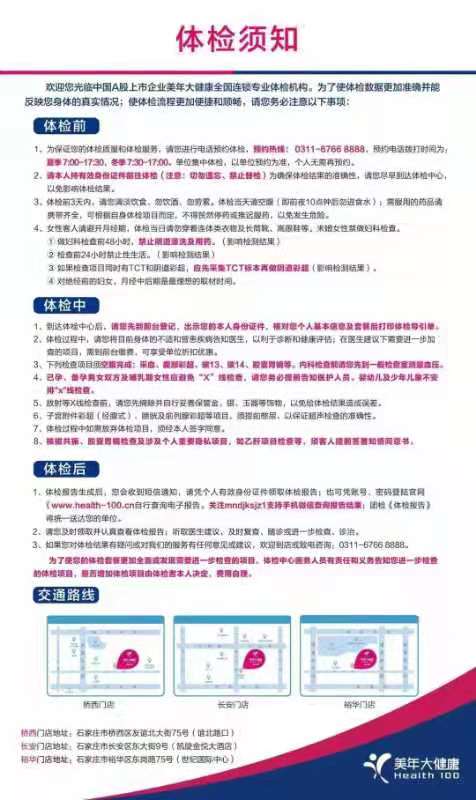 体检须知
欢迎您光临中国A股上市企业美年大健康全国连锁专业体检机构。为了使体检数据更加准确并能
反映您身体的真实情况；使体检流程更加便捷和顺畅，请您务必注意以下事项：
体检前
1、为保证您的体检质量和体检服务，请您进行电话预约体检，预约热线：0311-6766 8888，预约电话拨打时间为：
夏季7:00-17:30，冬季7:30-17:00。单位集中体检，以单位预约为准，个人无需再预约。
2、请本人持有效身份证件前往体检（注意：切勿遗忘、禁止替检）为确保体检结果的准确性，请您尽早到达体检中心，
以免影响体检结果。
3、体检前3天内，请您清淡饮食、勿饮酒、勿劳累。体检当天请空腹（即前夜10点钟后勿进食水）；需服用的药品请
携带齐全，可根据自身体检项目而定，不得贸然停药或推迟服药，以免发生危险。
4、女性客人请避开月经期，体检当日请勿穿着连体类衣物及长筒靴、高跟鞋等。未婚女性禁做妇科检查。
① 做妇科检查前48小时，禁止阴道灌洗及用药。（影响检测结果）
② 检查前24小时禁止性生活。（影响检测结果）
③ 如果检查项目同时有TCT和阴道彩超，应先采集TCT标本再做阴道彩超（影响检测结果）。
④ 对绝经前的妇女，月经中后期是最理想的取材时间。
体检中
1、到达体检中心后，请您先到前台登记，出示您的本人身份证件，核对您个人基本信息及套餐后打印体检导引单。
2、体检过程中，请您将目前身体的不适和曾患疾病告知医生，以利于诊断和健康评估；在医生建议下需要进一步加
查的项目，需到前台缴费，可享受单位折扣优惠。
3、下列检查项目须空腹完成：采血、腹部彩超、碳13、碳14、胶囊胃镜等。内科检查前请您先到一般检查室测量血压。
4、已孕、备孕男女双方及哺乳期女性应避免“X”线检查，请您务必提前告知医护人员。婴幼儿及少年儿童不安
排“x”线检查。
5、放射等X线检查前，请您先摘除并自行妥善保管金、银、玉器等饰物，以免给体检结果造成误差。
6、子宫附件彩超（经腹式）、膀胱及前列腺彩超等项目，须提前憋尿、以保证超声检查的准确性。
7、体检过程中如需放弃体检项目，须经本人签字同意。
8、核磁共振、胶囊胃镜检查及涉及个人重要隐私项目，如乙肝项目检查等，须客人提前签署知情同意书。
体检后
1、体检报告生成后，您会收到短信通知，请凭个人有效身份证件领取体检报告；也可凭账号、密码登陆官网
《www.health-100.cn自行查询电子报告。关注mndjksjz1支持手机微信查询报告结果；团检《体检报告》
将统一送达您的单位。
2、请您及时领取并认真查看体检报告；听取医生建议，及时复查、随诊或进一步检查、诊治。
3、如果您对体检结果有疑问或对我们的服务有任何意见或建议，欢迎到店或致电咨询：0311-6766 8888。
为了使您的体检套餐更加全面或发现需要进一步检查的项目，体检中心医患人员有责任和义务告知您进一步检查
的体检项目，是否增加体检项目由体检者本人决定，费用自理。
交通路线
桥西门店
长安门店
裕华门店
桥西门店地址：石家庄市桥西区友谊北大街75号（谊北路口）
长安门店地址：石家庄市长安区东大街9号（凯旋金悦大酒店）
裕华门店地址：石家庄市裕华区东岗路75号（世纪国际中心）
美年大健康
Health 100